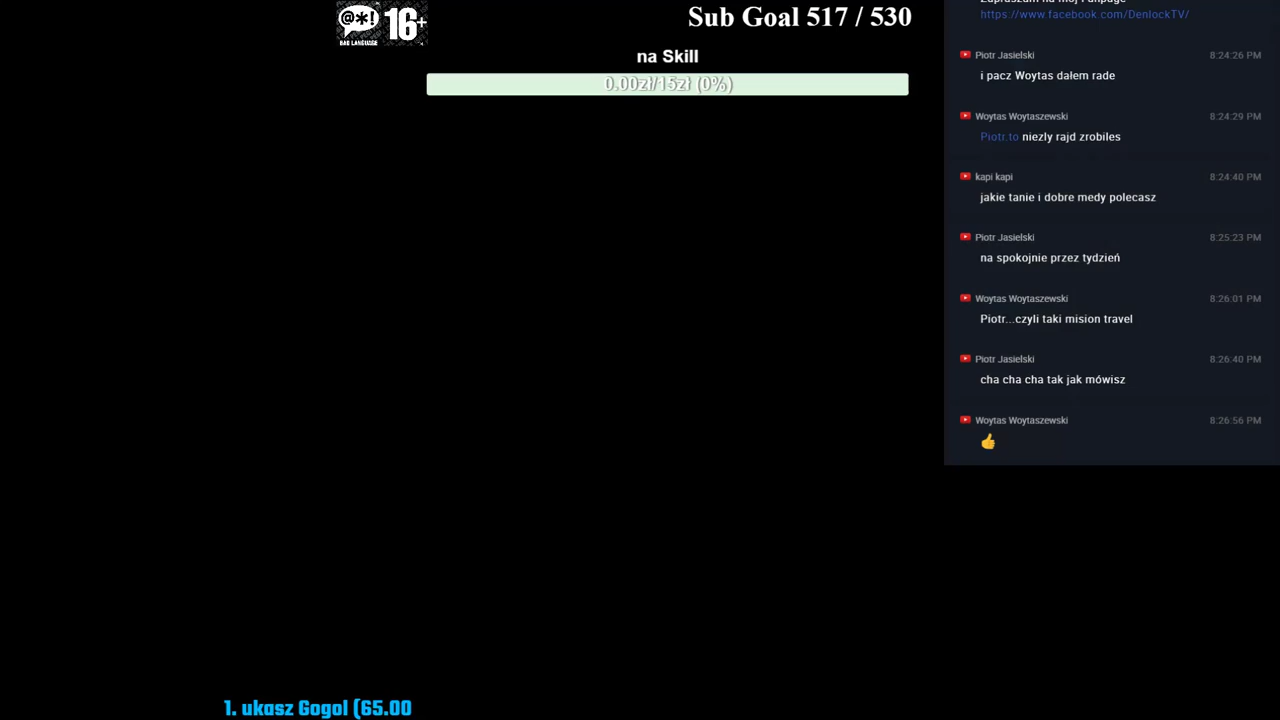 @*!
BAD LANGUAGE
16+
Sub Goal 517 / 530
na Skill
0.00zł/15zł (0%)
https://www.facebook.com/DenlockTV/
Piotr Jasielski 8:24:26 PM
i pacz Woytas dałem rade
Woytas Woytaszewski 8:24:29 PM
Piotr.to niezly rajd zrobiles
kapi kapi 8:24:40 PM
jakie tanie i dobre medy polecasz
Piotr Jasielski 8:25:23 PM
na spokojnie przez tydzień
Woytas Woytaszewski 8:26:01 PM
Piotr...czyli taki mision travel
Piotr Jasielski 8:26:40 PM
cha cha cha tak jak mówisz
Woytas Woytaszewski 8:26:56 PM
👍
1. ukasz Gogol (65.00